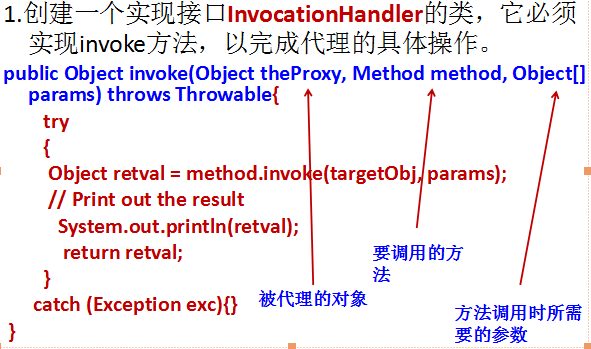 1.创建一个实现接口InvocationHandler的类，它必须
实现invoke方法，以完成代理的具体操作。
public Object invoke(Object theProxy, Method method, Object[]
params) throws Throwable{
try
{
Object retval = method.invoke(targetObj, params);
// Print out the result
System.out.println(retval);
return retval;
}
catch (Exception exc){}
}
被代理的对象
要调用的方
法
方法调用时所需
要的参数